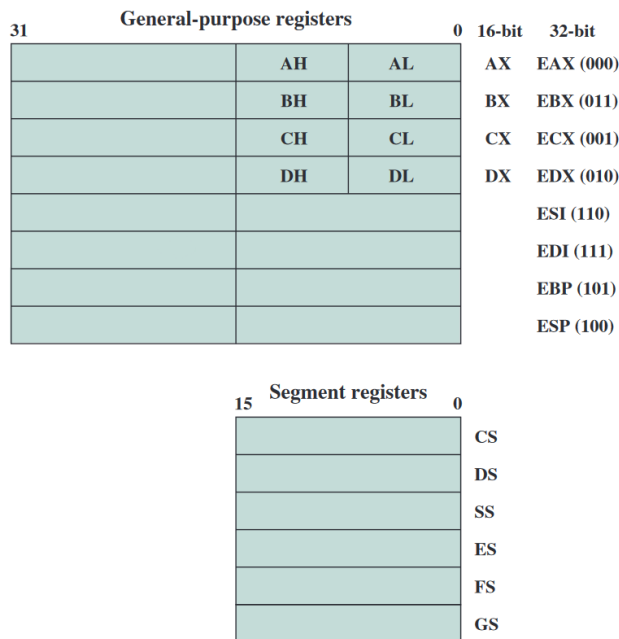 General-purpose registers
31 0 16-bit 32-bit
AH AL AX EAX (000)
BH BL BX EBX (011)
CH CL CX ECX (001)
DH DL DX EDX (010)
ESI (110)
EDI (111)
EBP (101)
ESP (100)
Segment registers
15 0
CS
DS
SS
ES
FS
GS